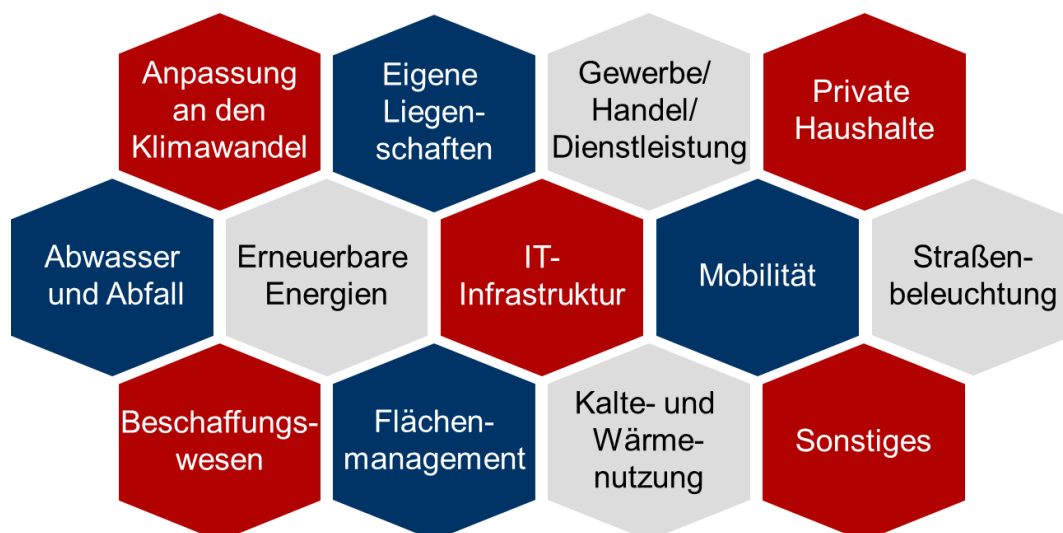 Anpassung
an den
Klimawandel
Eigene
Liegen-
schaften
Gewerbe/
Handel/
Dienstleistung
Private
Haushalte
Abwasser
und Abfall
Erneuerbare
Energien
IT-
Infrastruktur
Mobilität
Straßen-
beleuchtung
Beschaffungs-
wesen
Flächen-
management
Kalte- und
Wärme-
nutzung
Sonstiges